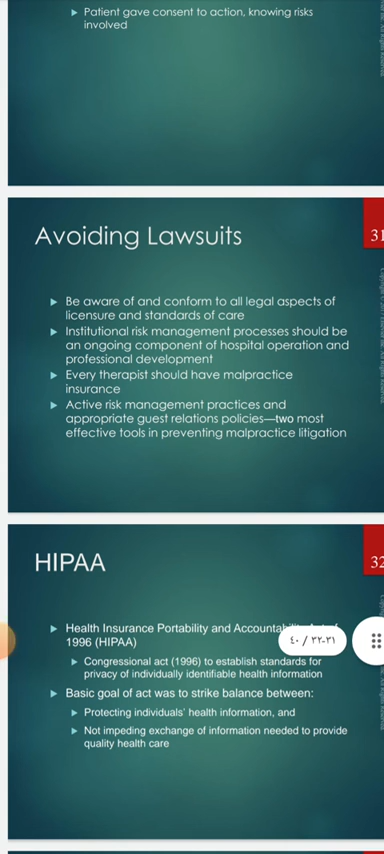 Patient gave consent to action, knowing risks
involved
Avoiding Lawsuits
31
Be aware of and conform to all legal aspects of
licensure and standards of care
Institutional risk management processes should be
an ongoing component of hospital operation and
professional development
Every therapist should have malpractice
insurance
Active risk management practices and
appropriate guest relations policies—two most
effective tools in preventing malpractice litigation
HIPAA
32
Health Insurance Portability and Accountability Act of
1996 (HIPAA)
٣١-٣٢ / ٤٠
Congressional act (1996) to establish standards for
privacy of individually identifiable health information
Basic goal of act was to strike balance between:
Protecting individuals' health information, and
Not impeding exchange of information needed to provide
quality health care